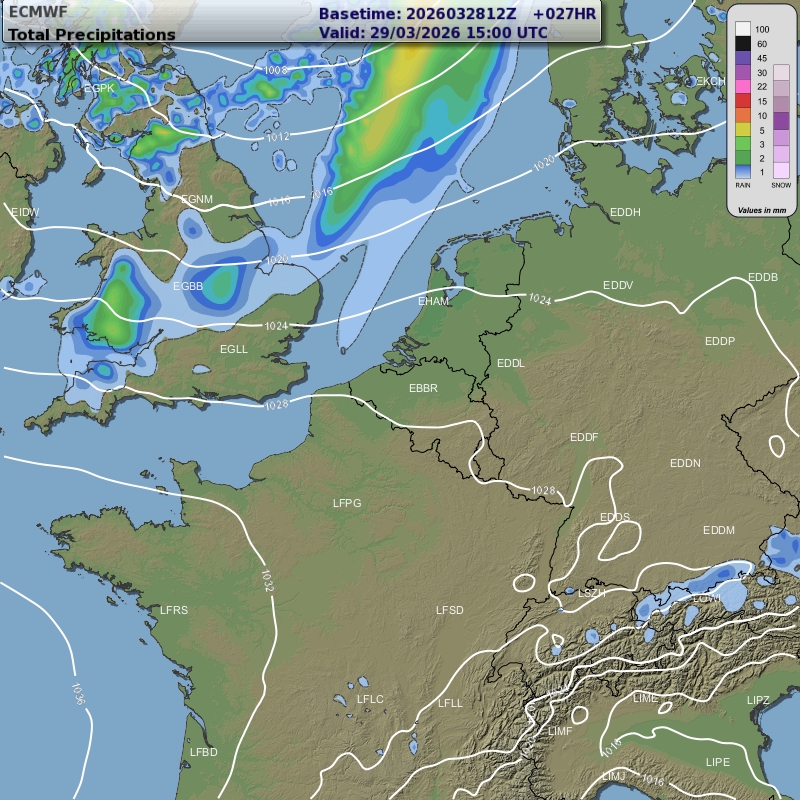 ECMWF
Basetime: 2026032812Z +027HR
Total Precipitations
Valid: 29/03/2026 15:00 UTC
100
60
45
30
22
15
10
5
3
2
1
RAIN SNOW
Values in mm
1008
EGPK
EKCH
1012
1020
1016
EGNM
EIDW
EDDH
1020
EGBB
EDDB
EDDV
EHAM
1024
1024
EDDP
EGLL
EDDL
EBBR
1028
EDDF
EDDN
1028
LFPG
EDDS
EDDM
1032
LSZH
LFRS
LFSD
1036
LFLC
LFLL
LIML
LIPZ
LIMF
1016
LFBD
LIPE
LIMJ
1016